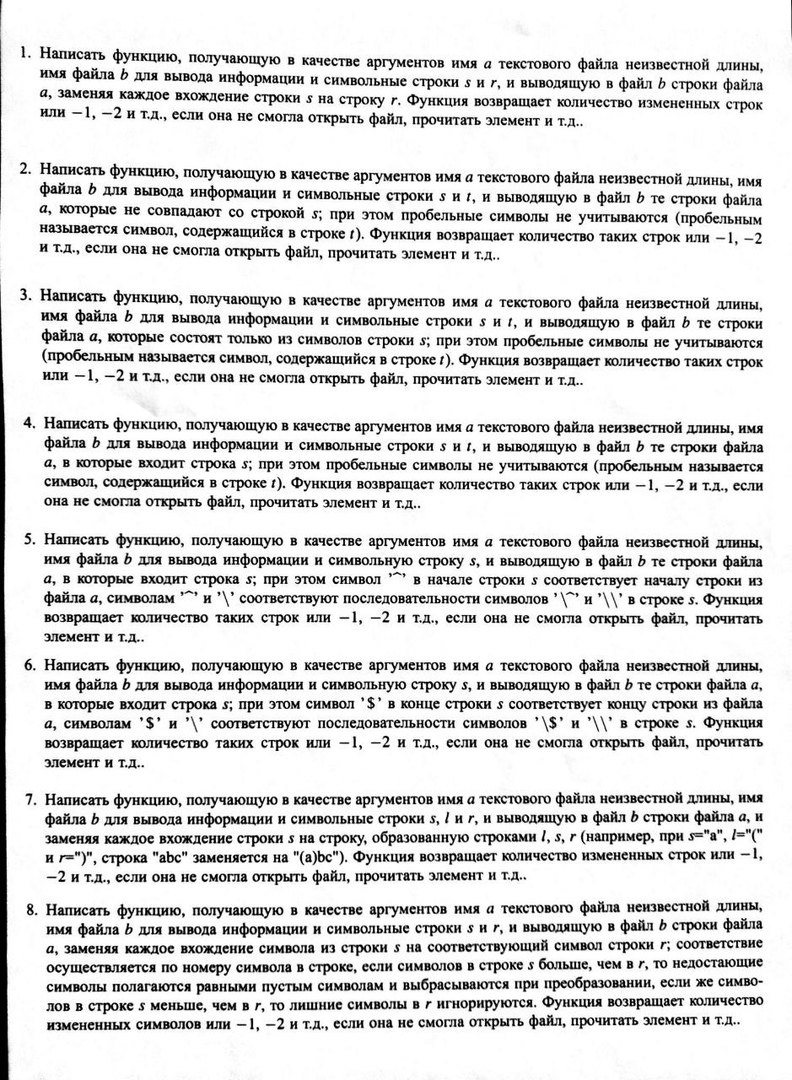 1. Написать функцию, получающую в качестве аргументов имя a текстового файла неизвестной длины,
имя файла b для вывода информации и символьные строки s и r, и выводящую в файл b строки файла
a, заменяя каждое вхождение строки s на строку r. Функция возвращает количество измененных строк
или −1, −2 и т.д., если она не смогла открыть файл, прочитать элемент и т.д..
2. Написать функцию, получающую в качестве аргументов имя a текстового файла неизвестной длины, имя
файла b для вывода информации и символьные строки s и t, и выводящую в файл b те строки файла
a, которые не совпадают со строкой s; при этом пробельные символы не учитываются (пробельным
называется символ, содержащийся в строке t). Функция возвращает количество таких строк или −1, −2
и т.д., если она не смогла открыть файл, прочитать элемент и т.д..
3. Написать функцию, получающую в качестве аргументов имя a текстового файла неизвестной длины,
имя файла b для вывода информации и символьные строки s и t, и выводящую в файл b те строки
файла a, которые состоят только из символов строки s; при этом пробельные символы не учитываются
(пробельным называется символ, содержащийся в строке t). Функция возвращает количество таких строк
или −1, −2 и т.д., если она не смогла открыть файл, прочитать элемент и т.д..
4. Написать функцию, получающую в качестве аргументов имя a текстового файла неизвестной длины, имя
файла b для вывода информации и символьные строки s и t, и выводящую в файл b те строки файла
a, в которые входит строка s; при этом пробельные символы не учитываются (пробельным называется
символ, содержащийся в строке t). Функция возвращает количество таких строк или −1, −2 и т.д., если
она не смогла открыть файл, прочитать элемент и т.д..
5. Написать функцию, получающую в качестве аргументов имя a текстового файла неизвестной длины,
имя файла b для вывода информации и символьную строку s, и выводящую в файл b те строки файла
a, в которые входит строка s; при этом символ '^' в начале строки s соответствует началу строки из
файла a, символам '^' и '\' соответствуют последовательности символов '\^' и '\\' в строке s. Функция
возвращает количество таких строк или −1, −2 и т.д., если она не смогла открыть файл, прочитать
элемент и т.д..
6. Написать функцию, получающую в качестве аргументов имя a текстового файла неизвестной длины,
имя файла b для вывода информации и символьную строку s, и выводящую в файл b те строки файла a,
в которые входит строка s; при этом символ '$' в конце строки s соответствует концу строки из файла
a, символам '$' и '\' соответствуют последовательности символов '\$' и '\\' в строке s. Функция
возвращает количество таких строк или −1, −2 и т.д., если она не смогла открыть файл, прочитать
элемент и т.д..
7. Написать функцию, получающую в качестве аргументов имя a текстового файла неизвестной длины, имя
файла b для вывода информации и символьные строки s, l и r, и выводящую в файл b строки файла a, и
заменяя каждое вхождение строки s на строку, образованную строками l, s, r (например, при s="a", l="("
и r=")", строка "abc" заменяется на "(a)bc"). Функция возвращает количество измененных строк или −1,
−2 и т.д., если она не смогла открыть файл, прочитать элемент и т.д..
8. Написать функцию, получающую в качестве аргументов имя a текстового файла неизвестной длины,
имя файла b для вывода информации и символьные строки s и r, и выводящую в файл b строки файла
a, заменяя каждое вхождение символа из строки s на соответствующий символ строки r; соответствие
осуществляется по номеру символа в строке, если символов в строке s больше, чем в r, то недостающие
символы полагаются равными пустым символам и выбрасываются при преобразовании, если же симво-
лов в строке s меньше, чем в r, то лишние символы в r игнорируются. Функция возвращает количество
измененных символов или −1, −2 и т.д., если она не смогла открыть файл, прочитать элемент и т.д..